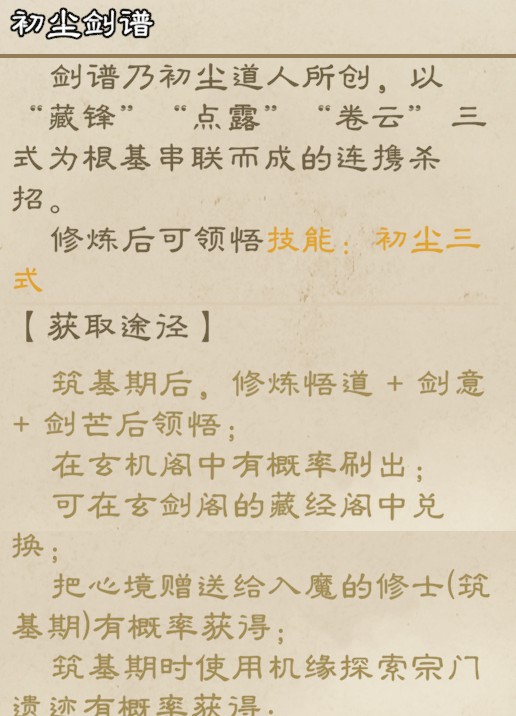 初尘剑谱
剑谱乃初尘道人所创，以
“藏锋” “点露” “卷云” 三
式为根基串联而成的连携杀
招。
修炼后可领悟技能：初尘三
式
【获取途径】
筑基期后，修炼悟道 + 剑意
+ 剑芒后领悟；
在玄机阁中有概率刷出；
可在玄剑阁的藏经阁中兑
换；
把心境赠送给入魔的修士(筑
基期)有概率获得；
筑基期时使用机缘探索宗门
遗迹有概率获得；